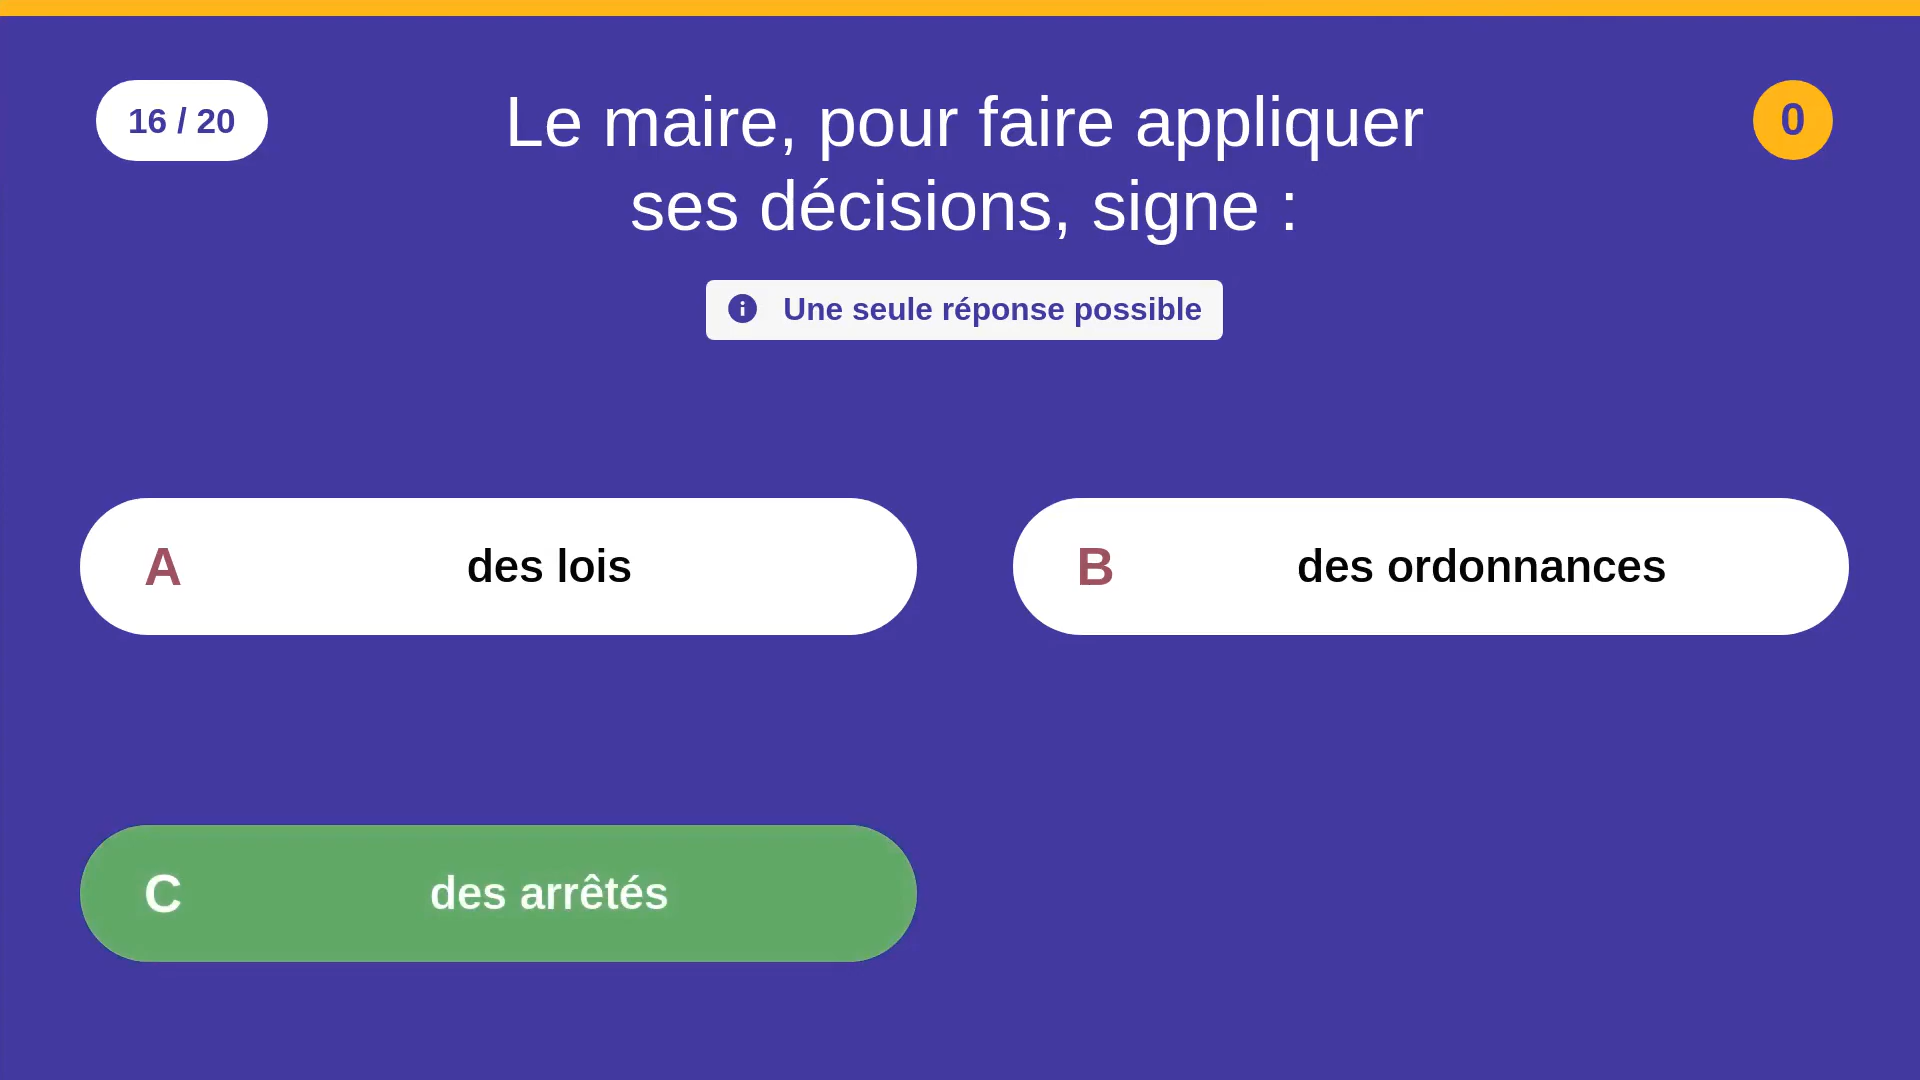 16 / 20
Le maire, pour faire appliquer
ses décisions, signe :
0
Une seule réponse possible
A des lois
B des ordonnances
C des arrêtés